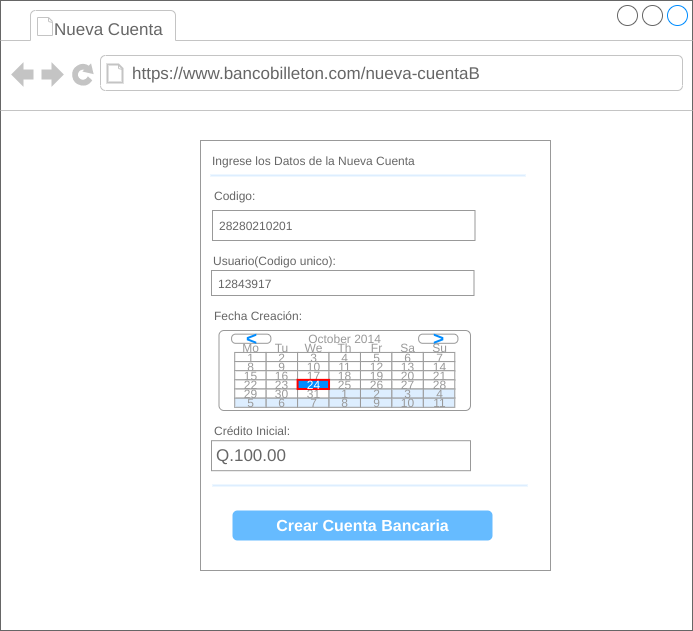 Nueva Cuenta
https://www.bancobilleton.com/nueva-cuentaB
Ingrese los Datos de la Nueva Cuenta
Codigo:
28280210201
Usuario(Codigo unico):
12843917
Fecha Creación:
< October 2014 >
Mo Tu We Th Fr Sa Su
1 2 3 4 5 6 7
8 9 10 11 12 13 14
15 16 17 18 19 20 21
22 23 24 25 26 27 28
29 30 31 1 2 3 4
5 6 7 8 9 10 11
Crédito Inicial:
Q.100.00
Crear Cuenta Bancaria